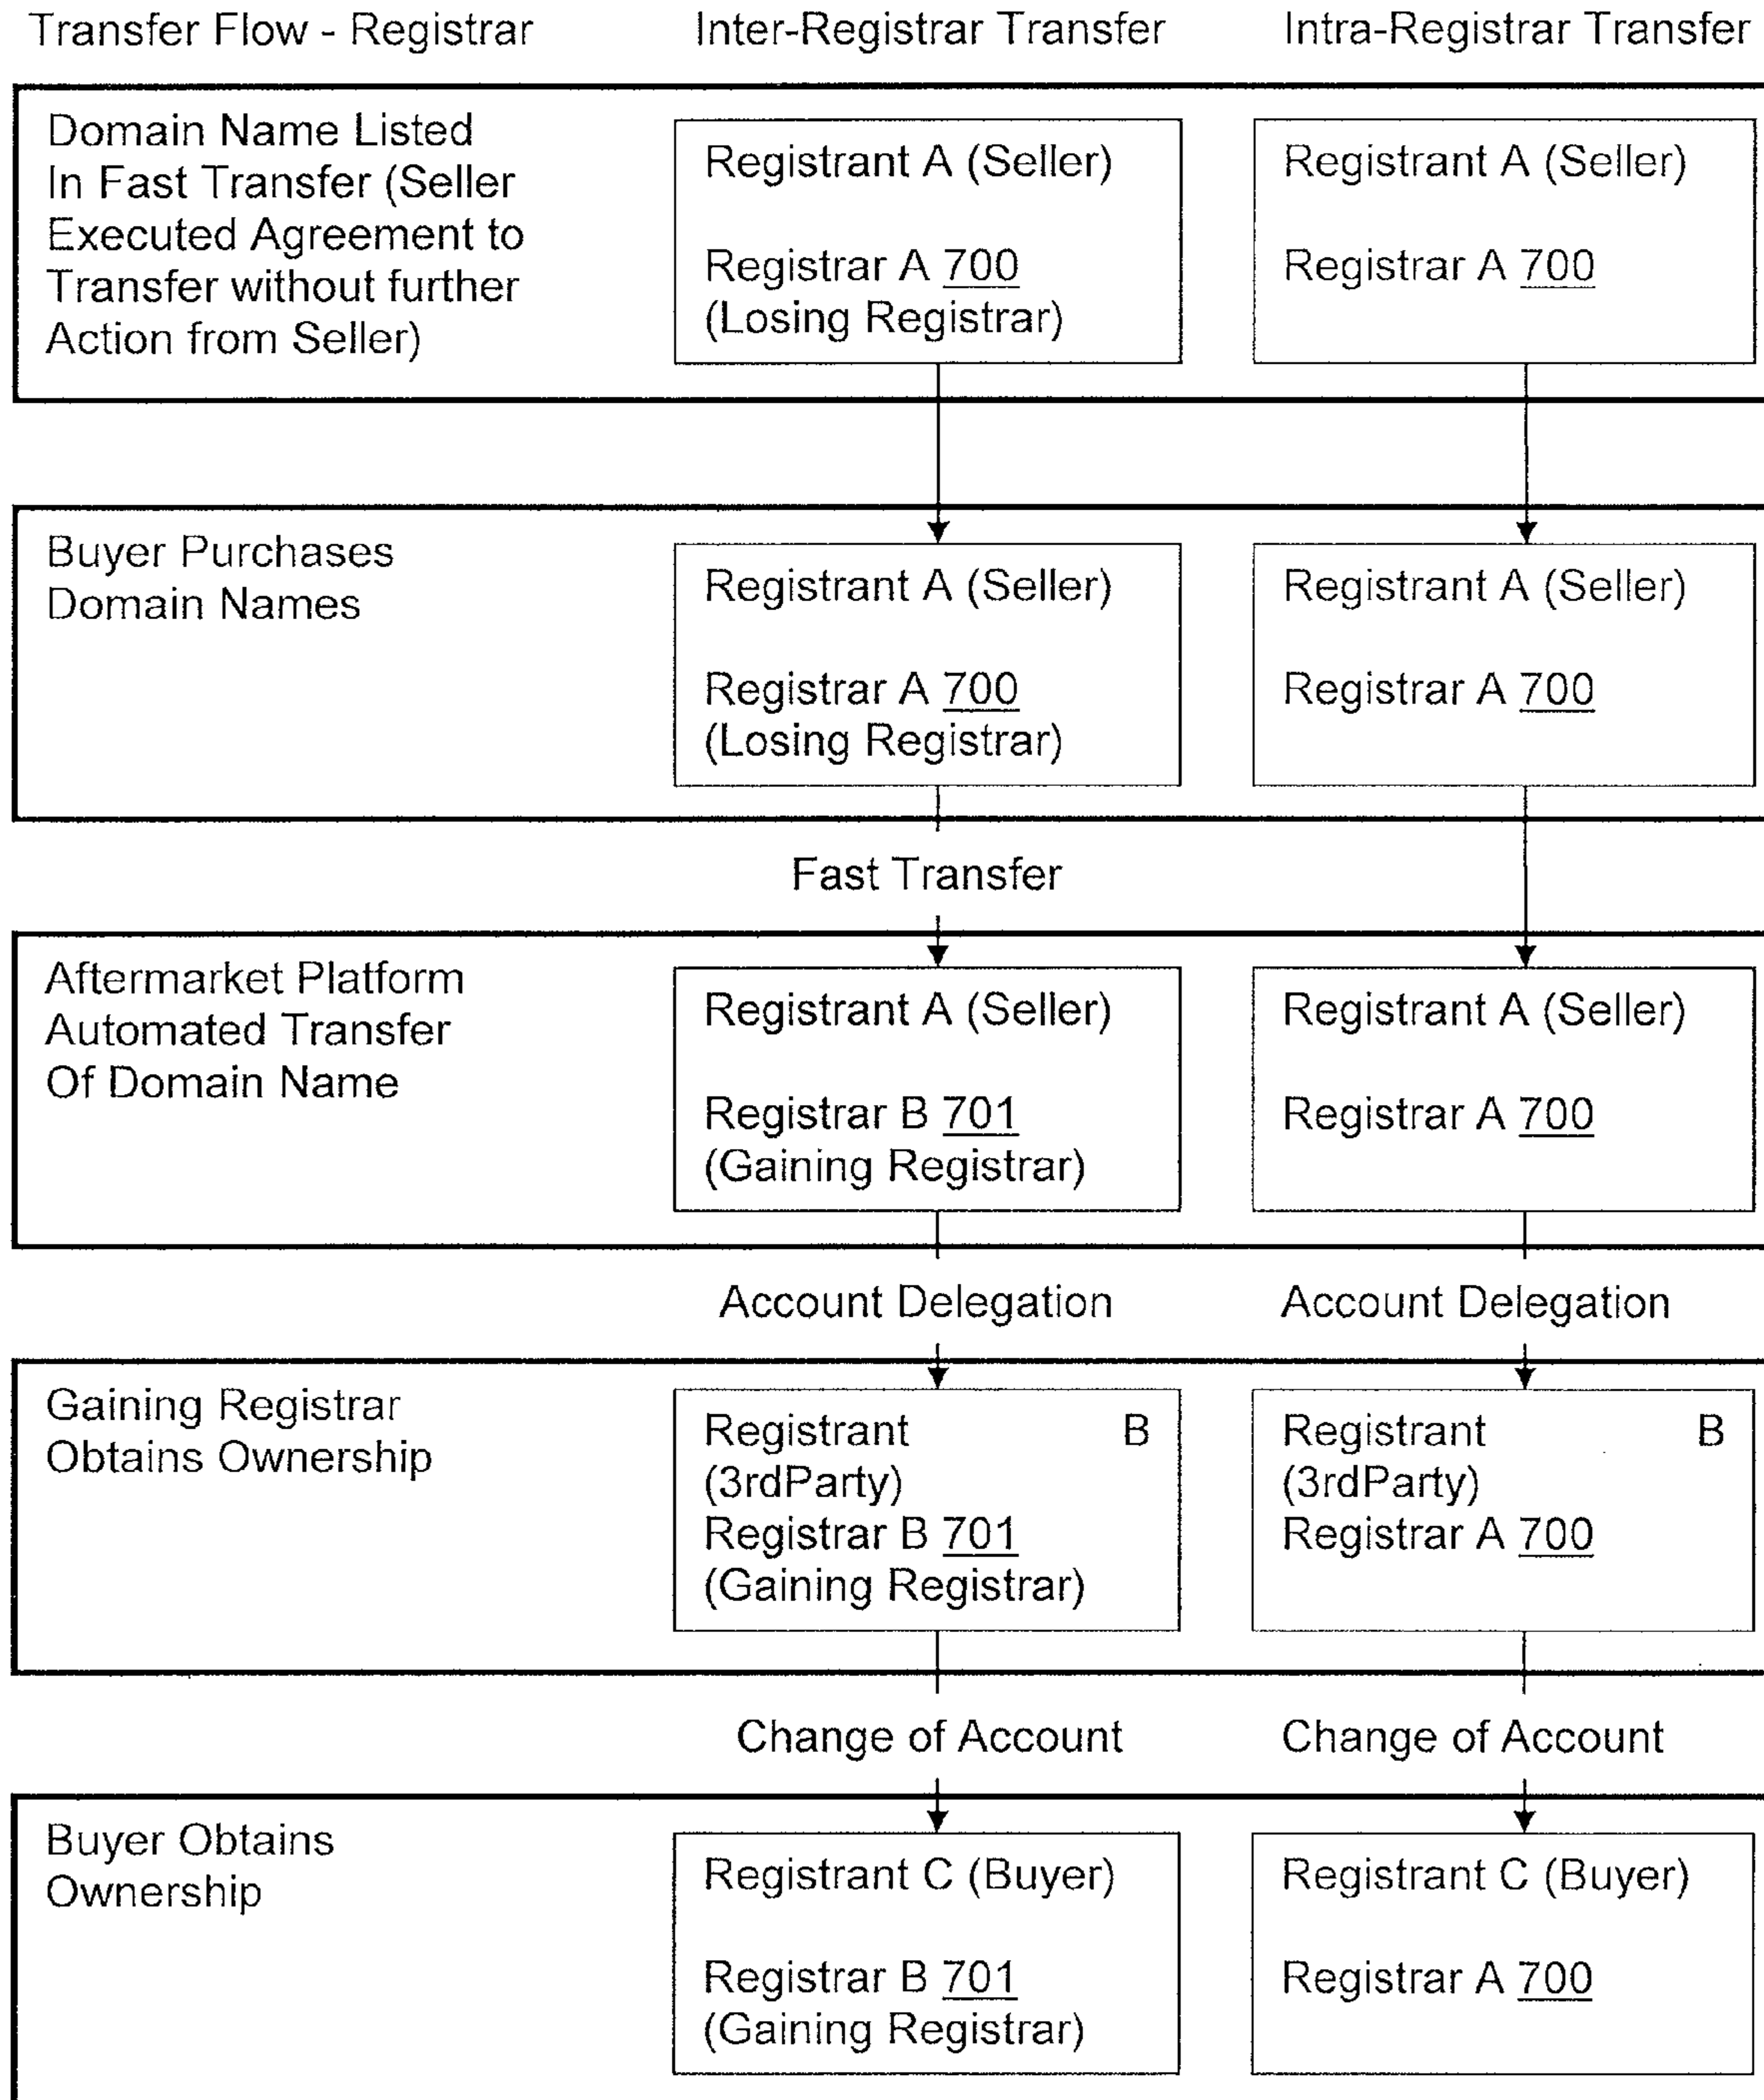 Transfer Flow - Registrar
Inter-Registrar Transfer
Intra-Registrar Transfer
Domain Name Listed
In Fast Transfer (Seller
Executed Agreement to
Transfer without further
Action from Seller)
Registrant A (Seller)
Registrar A 700
(Losing Registrar)
Registrant A (Seller)
Registrar A 700
Buyer Purchases
Domain Names
Registrant A (Seller)
Registrar A 700
(Losing Registrar)
Registrant A (Seller)
Registrar A 700
Fast Transfer
Aftermarket Platform
Automated Transfer
Of Domain Name
Registrant A (Seller)
Registrar B 701
(Gaining Registrar)
Registrant A (Seller)
Registrar A 700
Account Delegation
Account Delegation
Gaining Registrar
Obtains Ownership
Registrant B
(3rdParty)
Registrar B 701
(Gaining Registrar)
Registrant B
(3rdParty)
Registrar A 700
Change of Account
Change of Account
Buyer Obtains
Ownership
Registrant C (Buyer)
Registrar B 701
(Gaining Registrar)
Registrant C (Buyer)
Registrar A 700